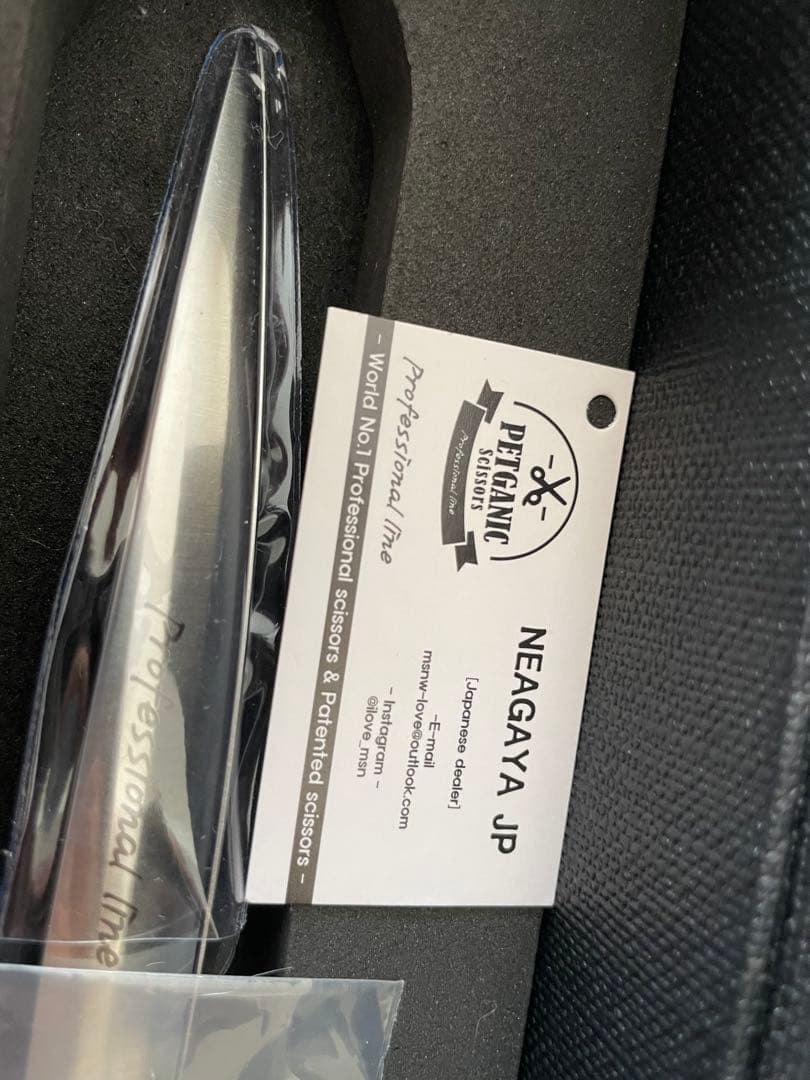 PETGANIC
Scissors
Professional line
Professional line
NEAGAYA JP
[Japanese dealer]
-E-mail
msnw-love@outlook.com
- Instagram -
@ilove_msn
- World No.1 Professional scissors & Patented scissors -
Professional line